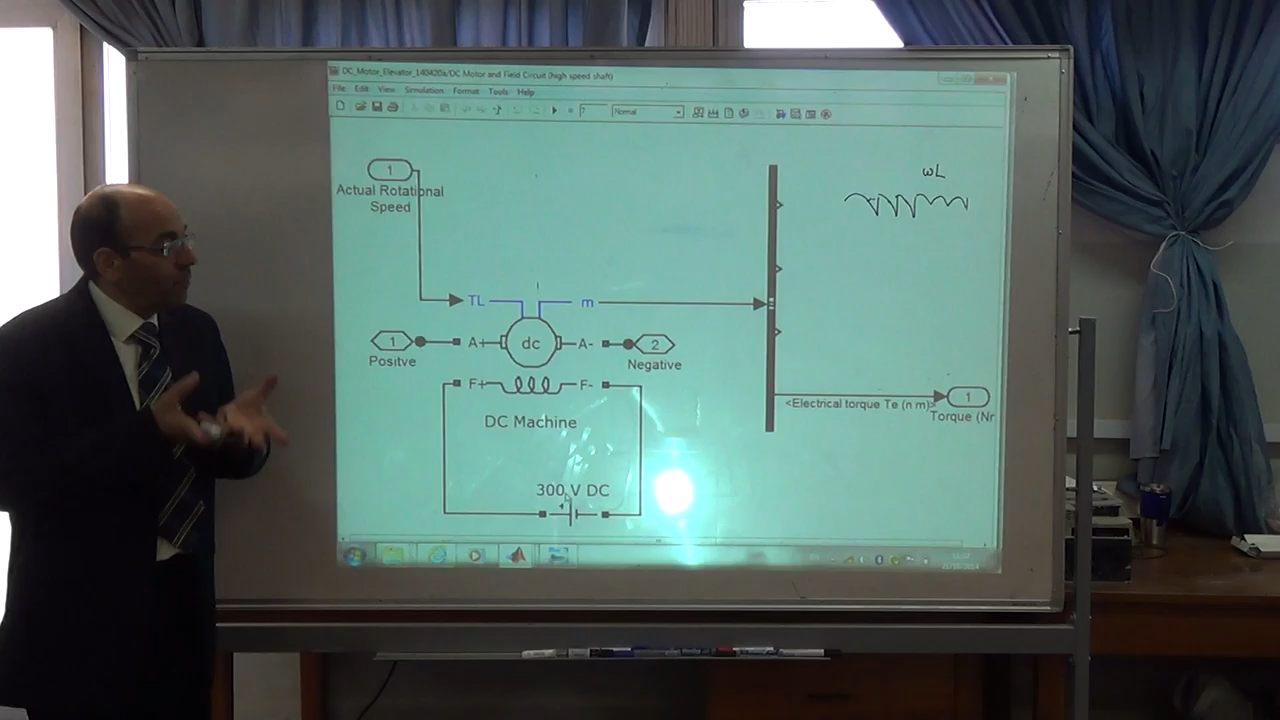 DC_Motor_Elevator_140420a/DC Motor and Field Circuit (high speed shaft)
File Edit View Simulation Format Tools Help
Normal
ωL
1
Actual Rotational
Speed
TL
m
1
A+
dc
A-
2
Positve
Negative
F+
F-
DC Machine
<Electrical torque Te (n m)>
1
Torque (Nr
300 V DC